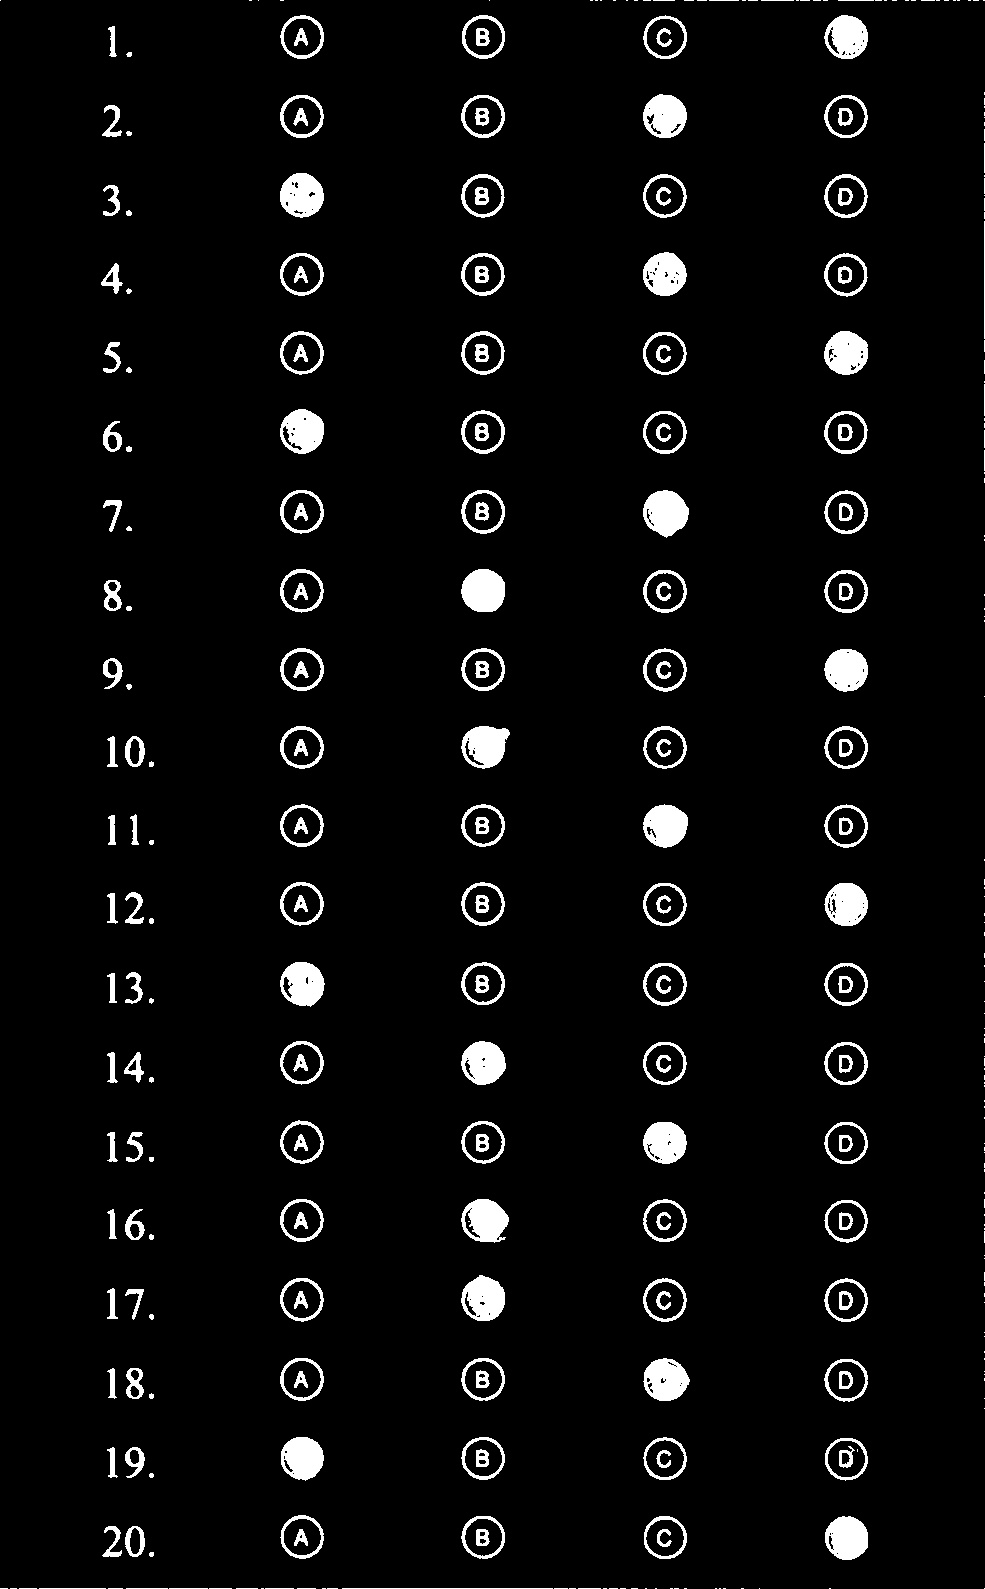 1. A B C
2. A B D
3. B C D
4. A B D
5. A B C
6. B C D
7. A B D
8. A C D
9. A B C
10. A C D
11. A B D
12. A B C
13. B C D
14. A C D
15. A B D
16. A C D
17. A C D
18. A B D
19. B C D
20. A B C